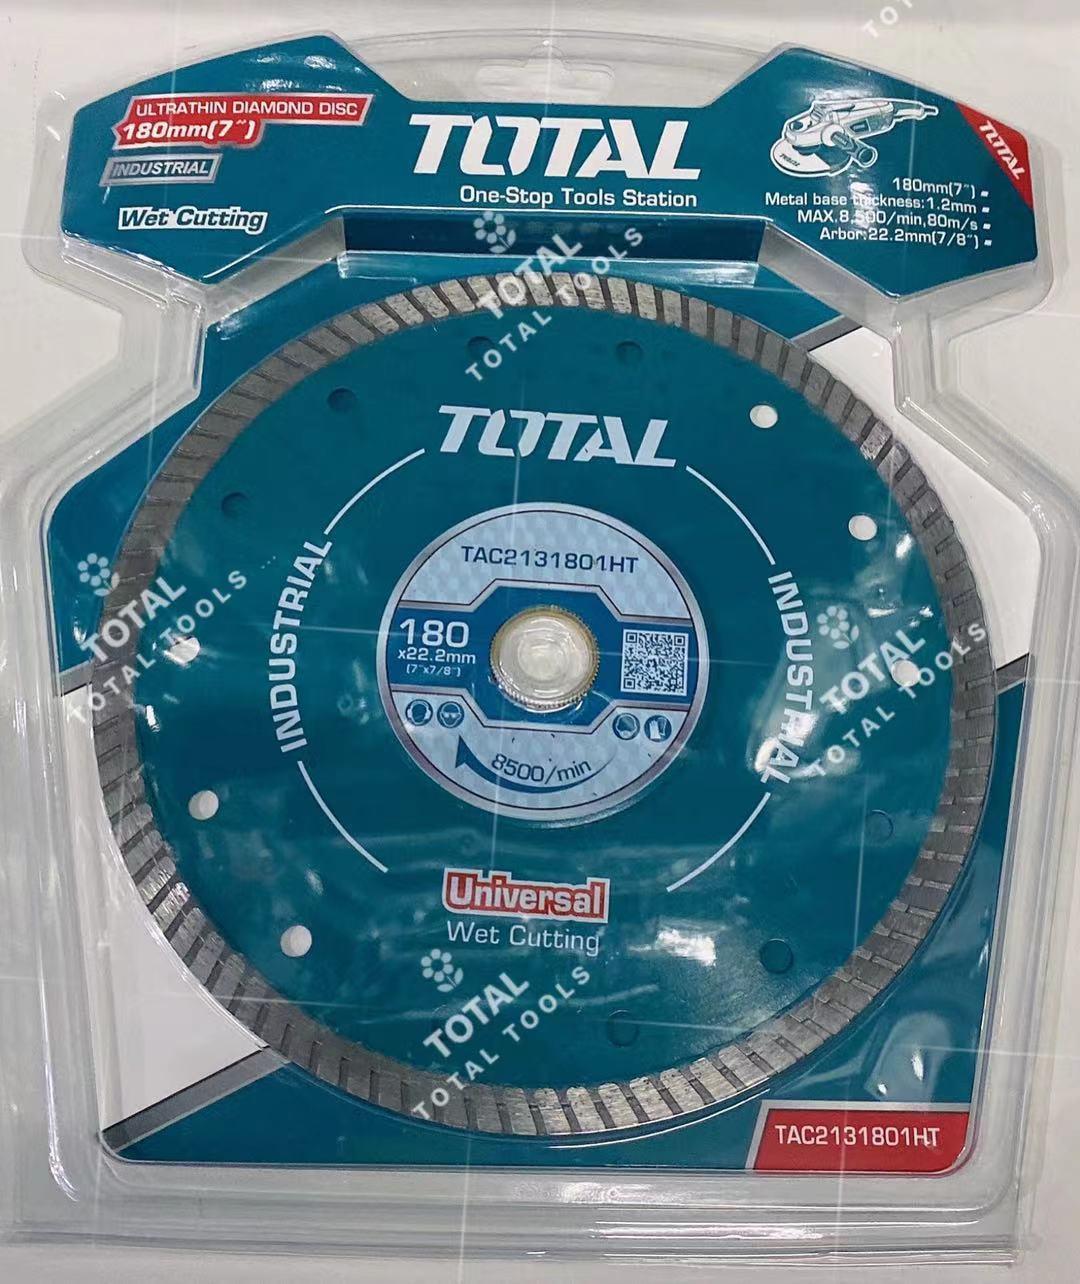 ULTRATHIN DIAMOND DISC
180mm(7″)
INDUSTRIAL
Wet Cutting
TOTAL
One-Stop Tools Station
TOTAL
180mm(7″)
Metal base thickness:1.2mm
MAX.8,500/min,80m/s
Arbor:22.2mm(7/8″)
TOTAL
TOTAL
TOTAL TOOLS
TOTAL
INDUSTRIAL
INDUSTRIAL
TAC2131801HT
180
x22.2mm
(7″x7/8″)
8500/min
TOTAL
TOTAL TOOLS
TOTAL
TOTAL TOOLS
Universal
Wet Cutting
TOTAL
TOTAL TOOLS
TAC2131801HT